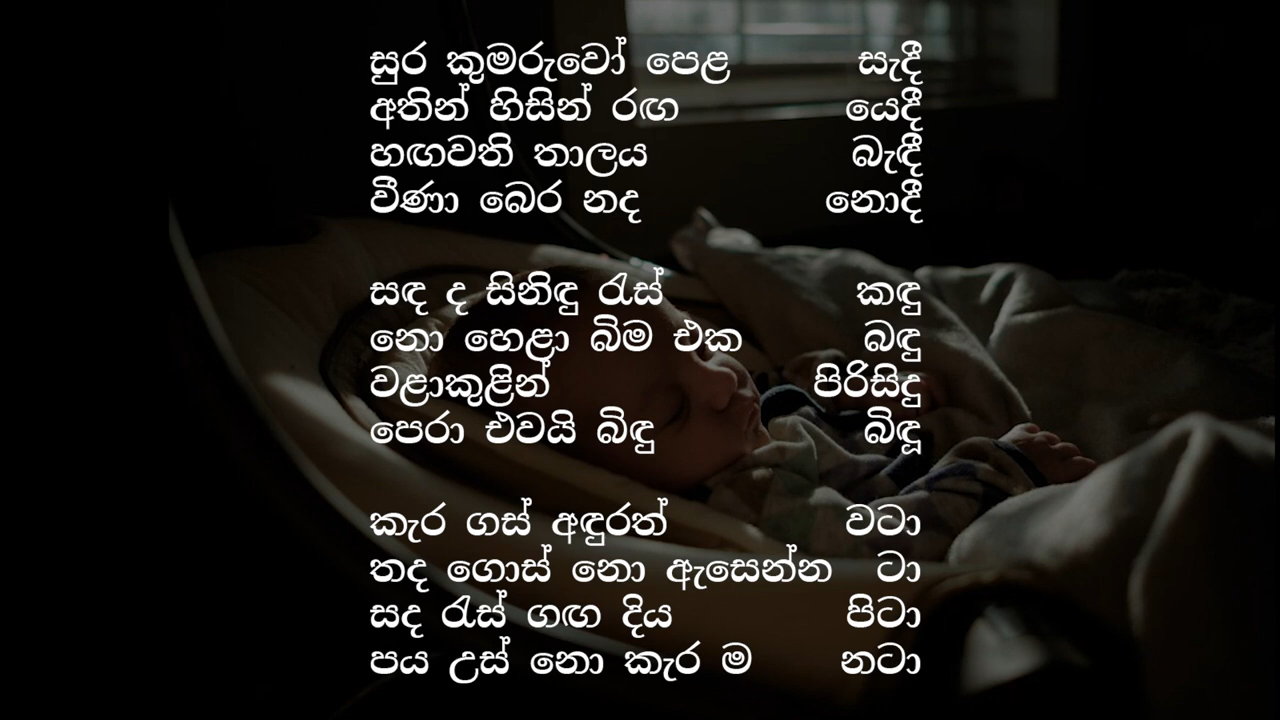 සුර කුමරුවෝ පෙළ සැදී
අතින් හිසින් රඟ යෙදී
හඟවති තාලය බැඳී
වීණා බෙර නද නොදී
සඳ ද සිනිඳු රැස් කඳු
නො හෙළා බිම එක බඳු
වළාකුළින් පිරිසිදු
පෙරා එවයි බිඳු බිඳූ
කැර ගස් අඳුරත් වටා
තද ගොස් නො ඇසෙන්න ටා
සද රැස් ගඟ දිය පිටා
පය උස් නො කැර ම නටා